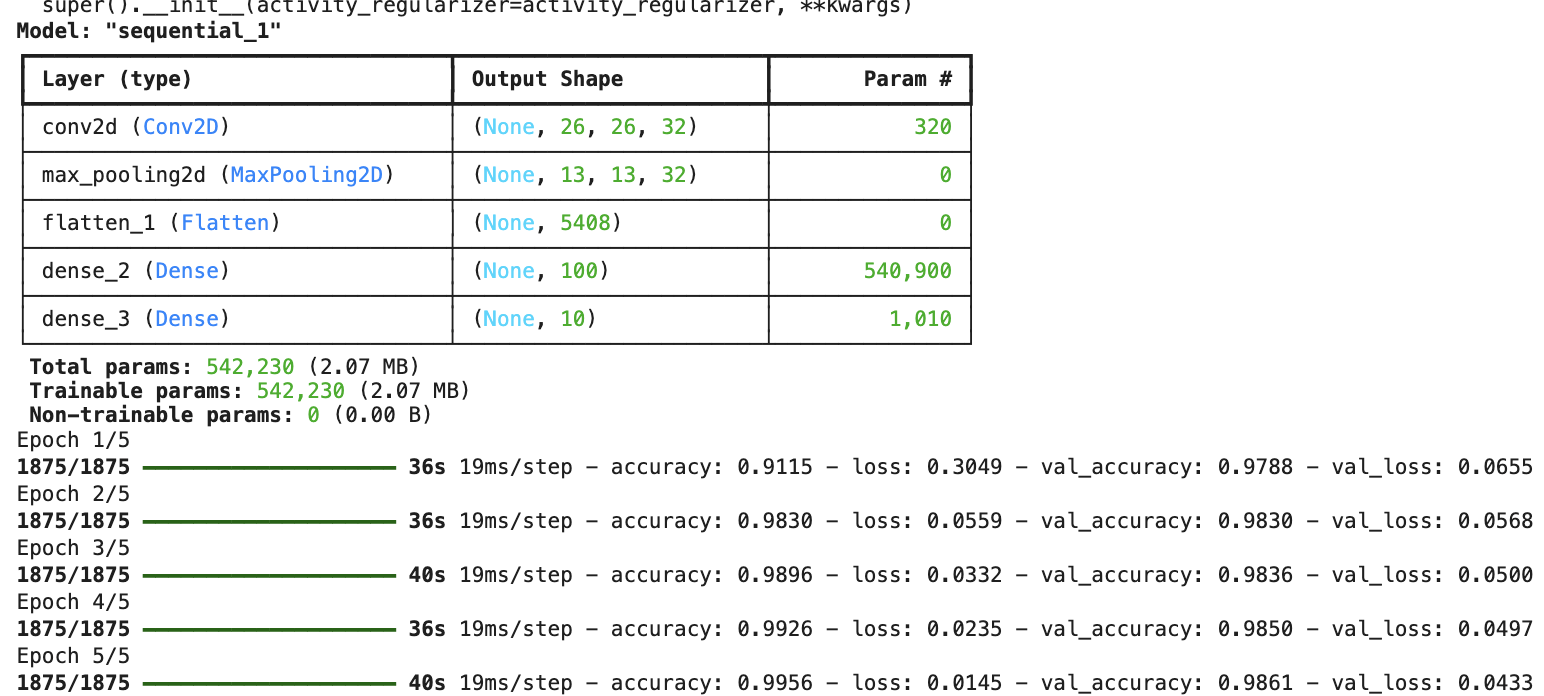 super().__init__(activity_regularizer=activity_regularizer, **kwargs)
Model: "sequential_1"
Layer (type) Output Shape Param #
conv2d (Conv2D) (None, 26, 26, 32) 320
max_pooling2d (MaxPooling2D) (None, 13, 13, 32) 0
flatten_1 (Flatten) (None, 5408) 0
dense_2 (Dense) (None, 100) 540,900
dense_3 (Dense) (None, 10) 1,010
Total params: 542,230 (2.07 MB)
Trainable params: 542,230 (2.07 MB)
Non-trainable params: 0 (0.00 B)
Epoch 1/5
1875/1875 36s 19ms/step - accuracy: 0.9115 - loss: 0.3049 - val_accuracy: 0.9788 - val_loss: 0.0655
Epoch 2/5
1875/1875 36s 19ms/step - accuracy: 0.9830 - loss: 0.0559 - val_accuracy: 0.9830 - val_loss: 0.0568
Epoch 3/5
1875/1875 40s 19ms/step - accuracy: 0.9896 - loss: 0.0332 - val_accuracy: 0.9836 - val_loss: 0.0500
Epoch 4/5
1875/1875 36s 19ms/step - accuracy: 0.9926 - loss: 0.0235 - val_accuracy: 0.9850 - val_loss: 0.0497
Epoch 5/5
1875/1875 40s 19ms/step - accuracy: 0.9956 - loss: 0.0145 - val_accuracy: 0.9861 - val_loss: 0.0433